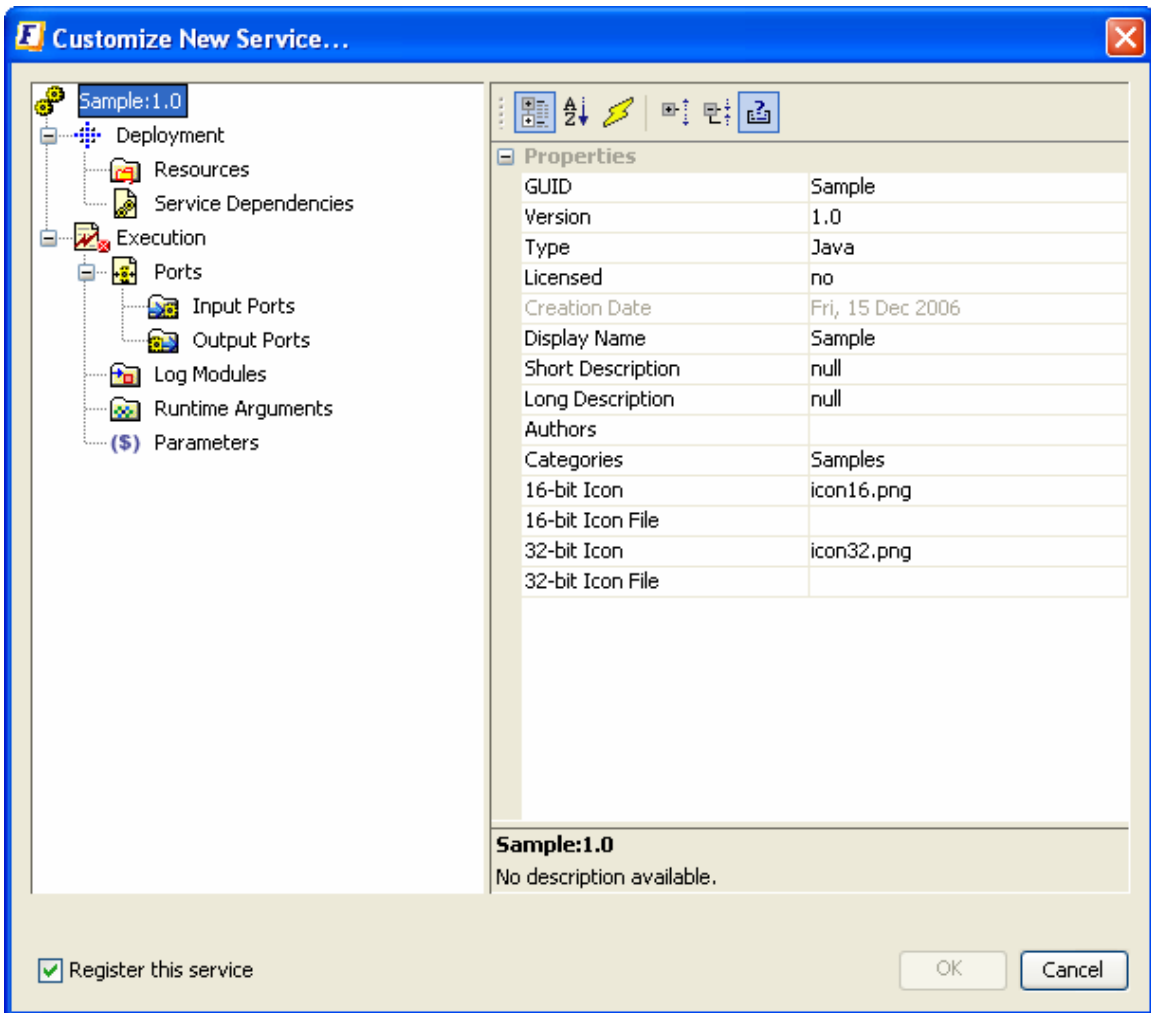 Customize New Service...
Sample:1.0
Deployment
Resources
Service Dependencies
Execution
Ports
Input Ports
Output Ports
Log Modules
Runtime Arguments
($) Parameters
Properties
GUID Sample
Version 1.0
Type Java
Licensed no
Creation Date Fri, 15 Dec 2006
Display Name Sample
Short Description null
Long Description null
Authors
Categories Samples
16-bit Icon icon16.png
16-bit Icon File
32-bit Icon icon32.png
32-bit Icon File
Sample:1.0
No description available.
Register this service
OK Cancel